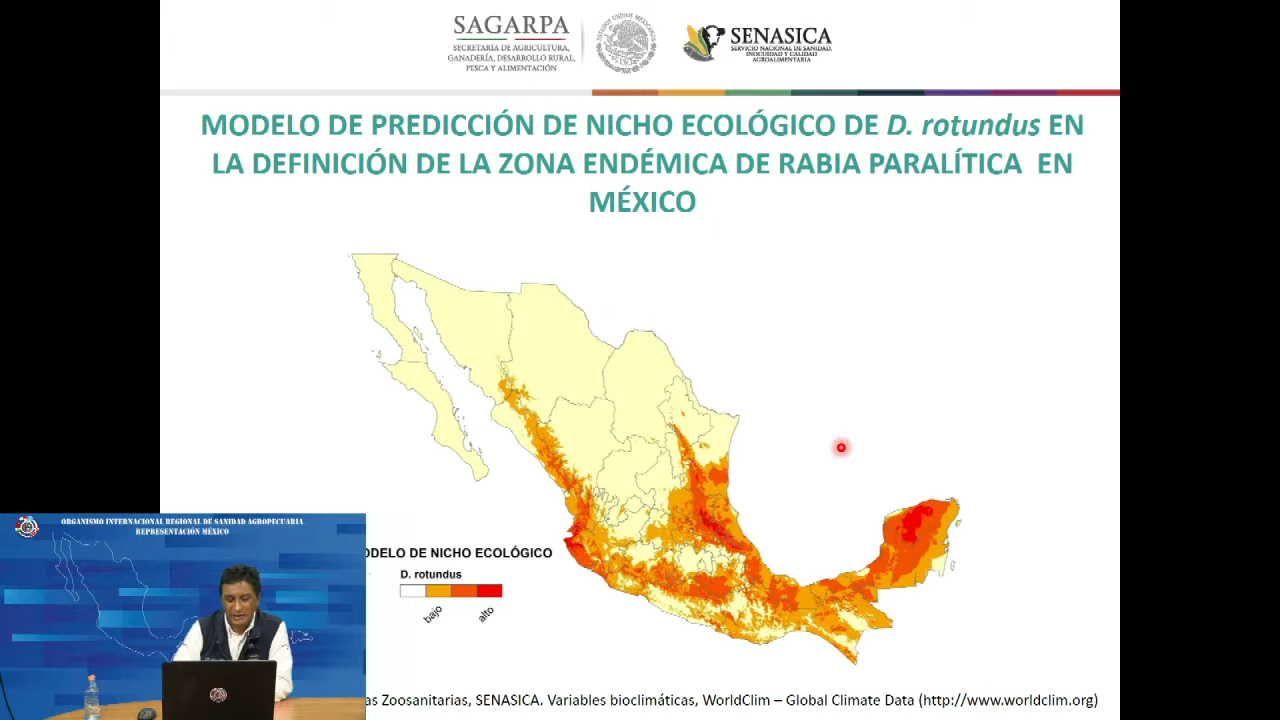 SAGARPA
SECRETARÍA DE AGRICULTURA,
GANADERÍA, DESARROLLO RURAL,
PESCA Y ALIMENTACIÓN
ESTADOS UNIDOS MEXICANOS
SENASICA
SERVICIO NACIONAL DE SANIDAD,
INOCUIDAD Y CALIDAD
AGROALIMENTARIA
MODELO DE PREDICCIÓN DE NICHO ECOLÓGICO DE D. rotundus EN
LA DEFINICIÓN DE LA ZONA ENDÉMICA DE RABIA PARALÍTICA EN
MÉXICO
ODELO DE NICHO ECOLÓGICO
D. rotundus
bajo
alto
ORGANISMO INTERNACIONAL REGIONAL DE SANIDAD AGROPECUARIA
REPRESENTACIÓN MÉXICO
as Zoosanitarias, SENASICA. Variables bioclimáticas, WorldClim – Global Climate Data (http://www.worldclim.org)